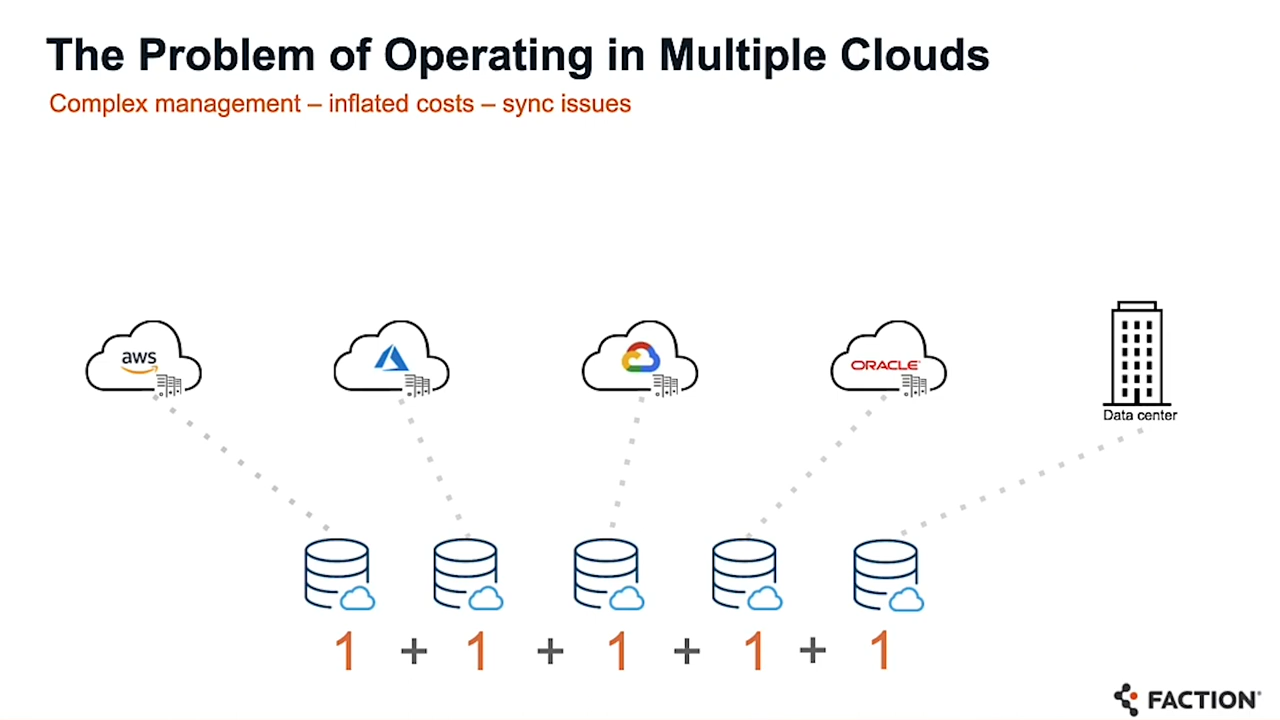 The Problem of Operating in Multiple Clouds
Complex management – inflated costs – sync issues
aws
ORACLE
Data center
1 + 1 + 1 + 1 + 1
FACTION